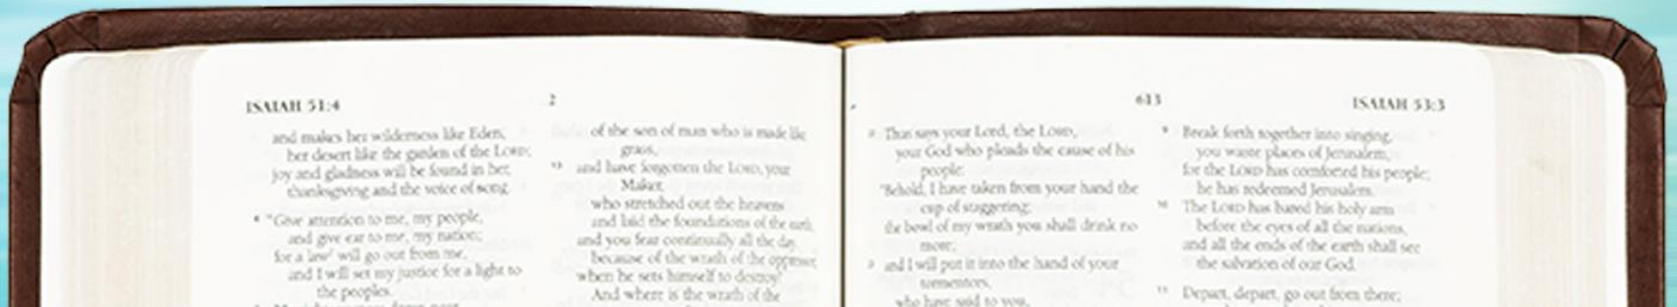 ISAIAH 51:4
and makes her wilderness like Eden,
her desert like the garden of the LORD;
joy and gladness will be found in her,
thanksgiving and the voice of song.
4 "Give attention to me, my people,
and give ear to me, my nation;
for a law will go out from me,
and I will set my justice for a light to
the peoples.
2
of the son of man who is made like
grass,
13 and have forgotten the LORD, your
Maker,
who stretched out the heavens
and laid the foundations of the earth,
and you fear continually all the day
because of the wrath of the oppressor,
when he sets himself to destroy?
And where is the wrath of the
613
ISAIAH 53:3
Thus says your Lord, the LORD,
your God who pleads the cause of his
people:
"Behold, I have taken from your hand the
cup of staggering;
the bowl of my wrath you shall drink no
more;
and I will put it into the hand of your
tormentors,
who have said to you,
9 Break forth together into singing,
you waste places of Jerusalem,
for the LORD has comforted his people;
he has redeemed Jerusalem.
10 The LORD has bared his holy arm
before the eyes of all the nations,
and all the ends of the earth shall see
the salvation of our God.
11 Depart, depart, go out from there;